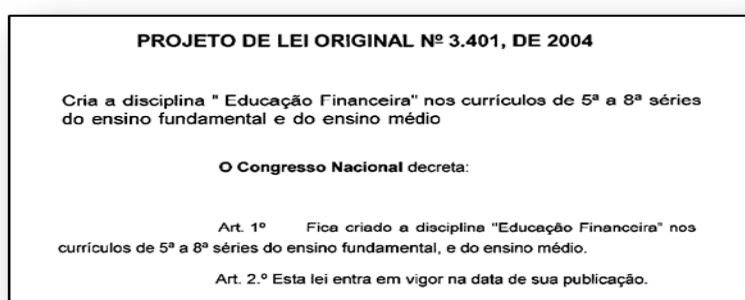 PROJETO DE LEI ORIGINAL Nº 3.401, DE 2004
Cria a disciplina " Educação Financeira" nos currículos de 5ª a 8ª séries
do ensino fundamental e do ensino médio
O Congresso Nacional decreta:
Art. 1º Fica criado a disciplina "Educação Financeira" nos
currículos de 5ª a 8ª séries do ensino fundamental, e do ensino médio.
Art. 2.º Esta lei entra em vigor na data de sua publicação.